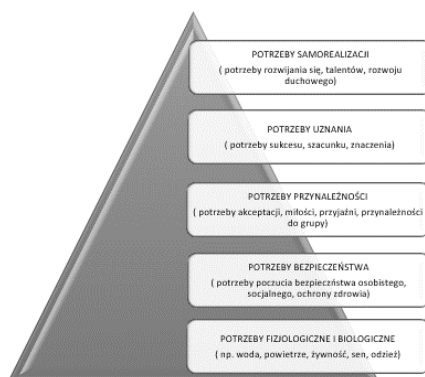 POTRZEBY SAMOREALIZACJI
( potrzeby rozwijania się, talentów, rozwoju
duchowego)
POTRZEBY UZNANIA
( potrzeby sukcesu, szacunku, znaczenia)
POTRZEBY PRZYNALEŻNOŚCI
( potrzeby akceptacji, miłości, przyjaźni, przynależności
do grupy)
POTRZEBY BEZPIECZEŃSTWA
( potrzeby poczucia bezpieczństwa osobistego,
socjalnego, ochrony zdrowia)
POTRZEBY FIZJOLOGICZNE I BIOLOGICZNE
( np. woda, powietrze, żywność, sen, odzież)